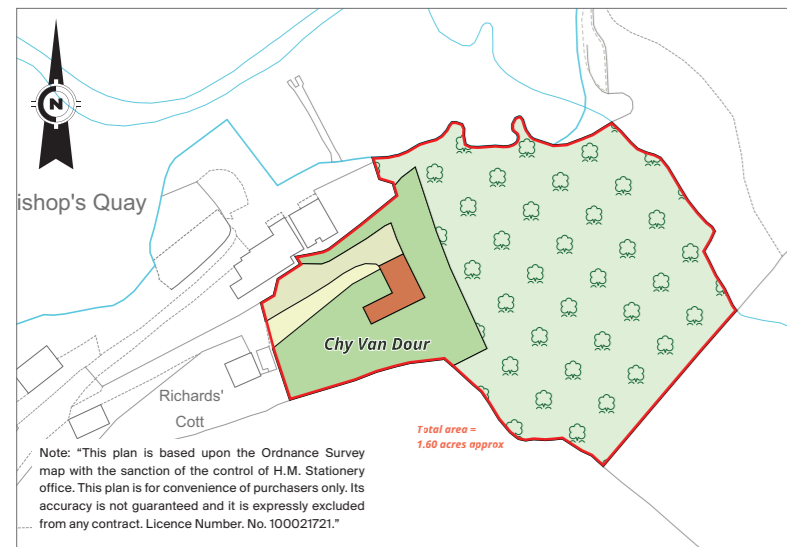 N
ishop's Quay
Chy Van Dour
Richards'
Cott
Total area =
1.60 acres approx
Note: “This plan is based upon the Ordnance Survey
map with the sanction of the control of H.M. Stationery
office. This plan is for convenience of purchasers only. Its
accuracy is not guaranteed and it is expressly excluded
from any contract. Licence Number. No. 100021721.”